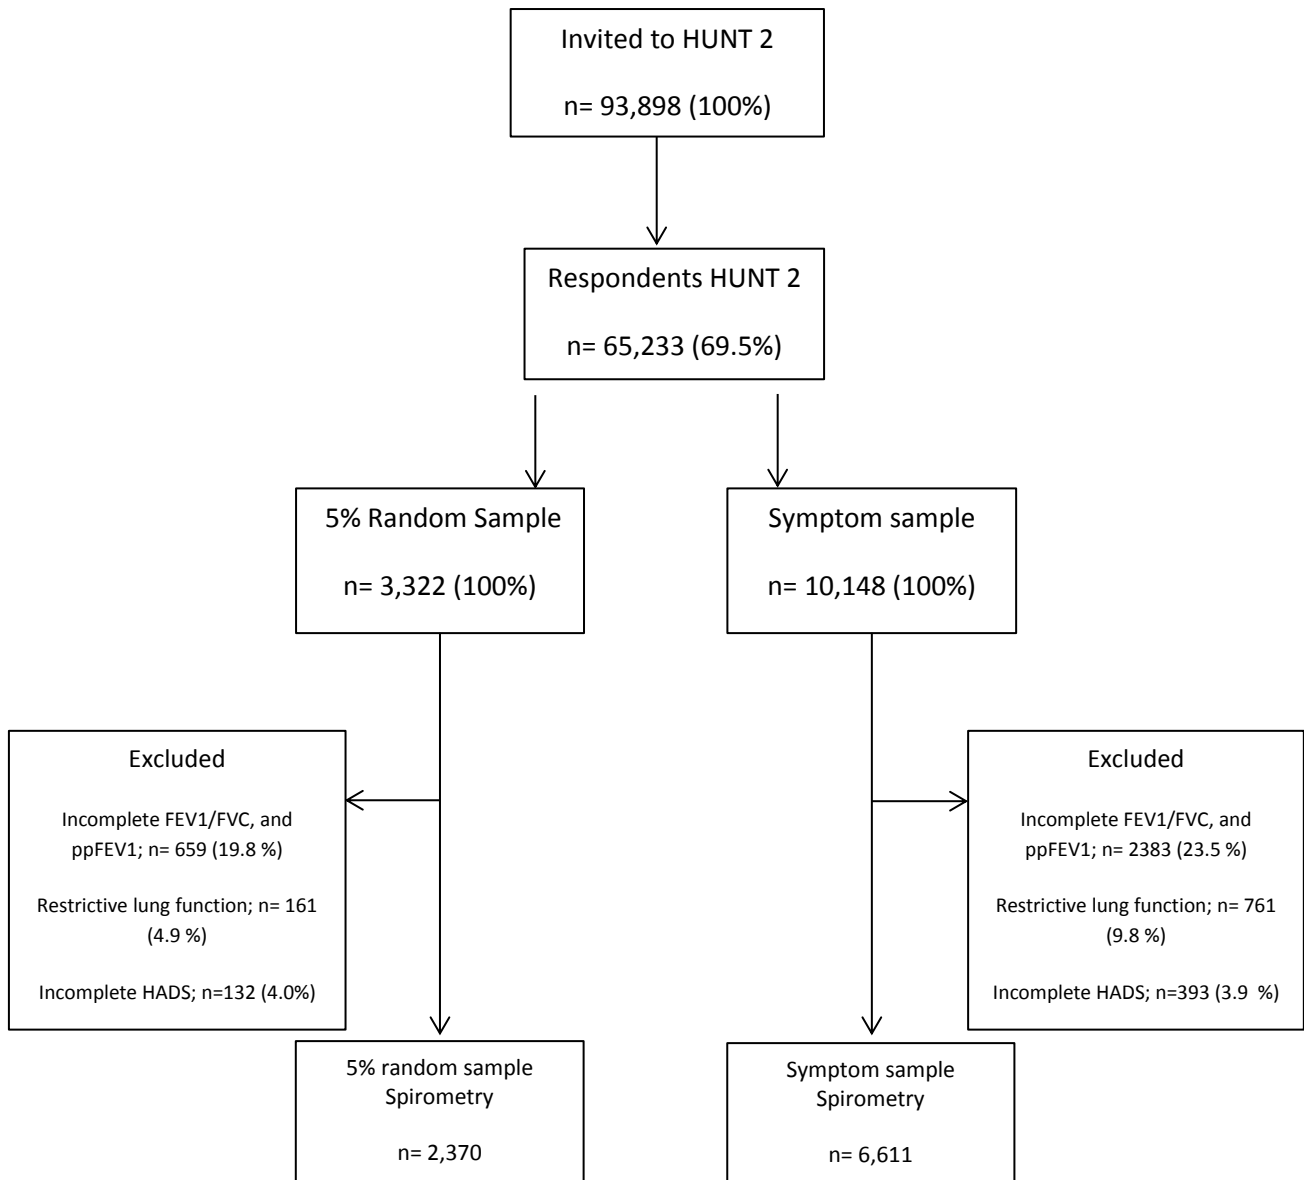 Invited to HUNT 2
n= 93,898 (100%)
Respondents HUNT 2
n= 65,233 (69.5%)
5% Random Sample
n= 3,322 (100%)
Symptom sample
n= 10,148 (100%)
Excluded
Incomplete FEV1/FVC, and
ppFEV1; n= 659 (19.8 %)
Restrictive lung function; n= 161
(4.9 %)
Incomplete HADS; n=132 (4.0%)
Excluded
Incomplete FEV1/FVC, and
ppFEV1; n= 2383 (23.5 %)
Restrictive lung function; n= 761
(9.8 %)
Incomplete HADS; n=393 (3.9 %)
5% random sample
Spirometry
n= 2,370
Symptom sample
Spirometry
n= 6,611